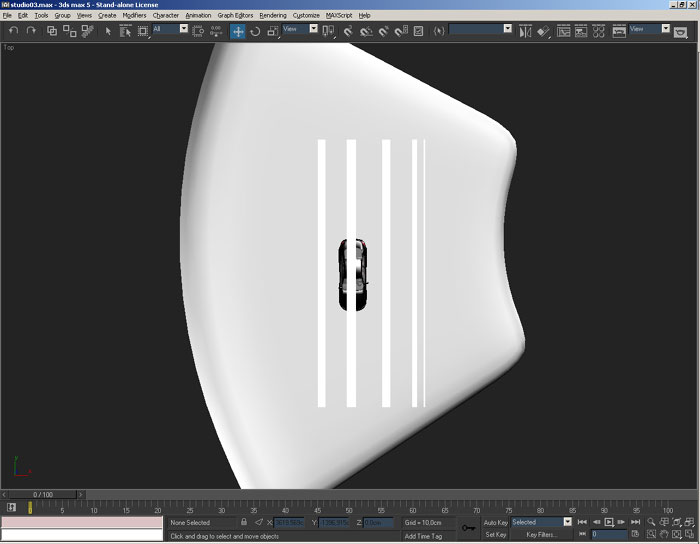 studio03.max - 3ds max 5 - Stand-alone License
File Edit Tools Group Views Create Modifiers Character Animation Graph Editors Rendering Customize MAXScript Help
All View View
Top
y
x
0 / 100
0 5 10 15 20 25 30 35 40 45 50 55 60 65 70 75 80 85 90 95 100
None Selected X: Y: Z: 0,0cm Grid = 10,0cm Auto Key Selected 0
Click and drag to select and move objects Add Time Tag Set Key Key Filters...